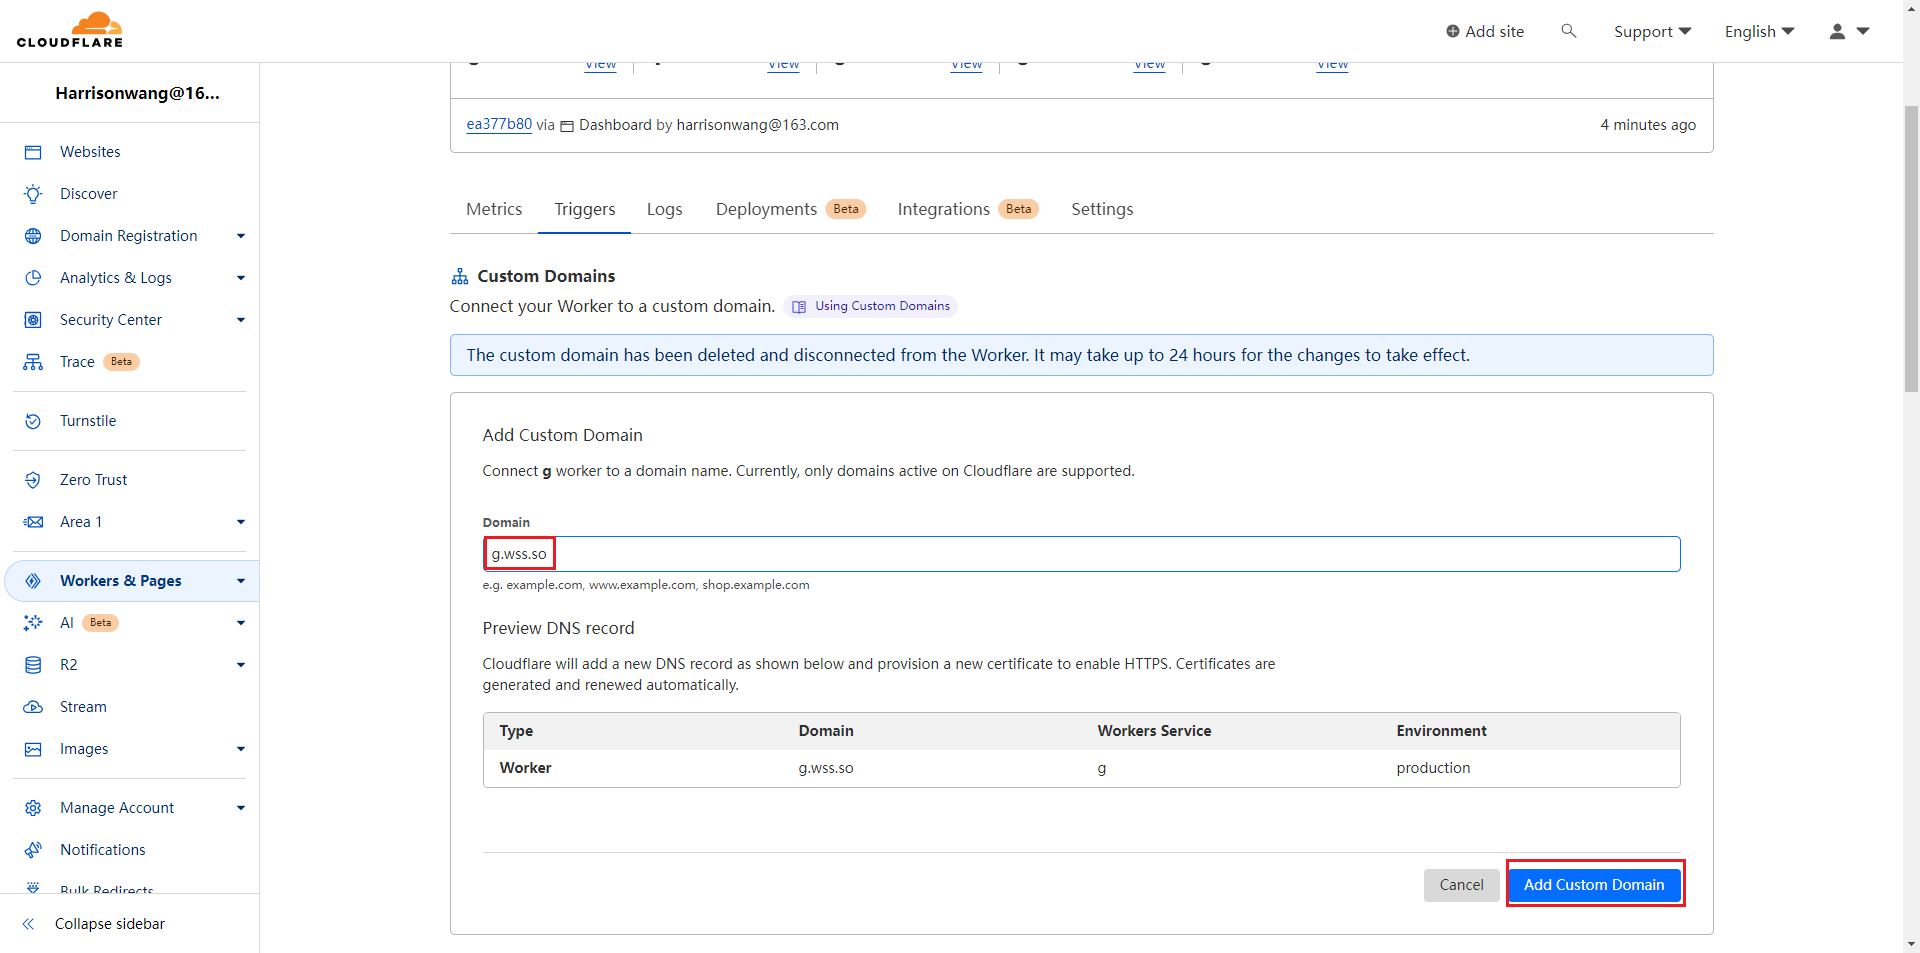 CLOUDFLARE
Add site
Support
English
Harrisonwang@16...
Websites
Discover
Domain Registration
Analytics & Logs
Security Center
Trace Beta
Turnstile
Zero Trust
Area 1
Workers & Pages
AI Beta
R2
Stream
Images
Manage Account
Notifications
Bulk Redirects
Collapse sidebar
View View View View View
ea377b80 via Dashboard by harrisonwang@163.com 4 minutes ago
Metrics Triggers Logs Deployments Beta Integrations Beta Settings
Custom Domains
Connect your Worker to a custom domain. Using Custom Domains
The custom domain has been deleted and disconnected from the Worker. It may take up to 24 hours for the changes to take effect.
Add Custom Domain
Connect g worker to a domain name. Currently, only domains active on Cloudflare are supported.
Domain
g.wss.so
e.g. example.com, www.example.com, shop.example.com
Preview DNS record
Cloudflare will add a new DNS record as shown below and provision a new certificate to enable HTTPS. Certificates are
generated and renewed automatically.
Type Domain Workers Service Environment
Worker g.wss.so g production
Cancel Add Custom Domain